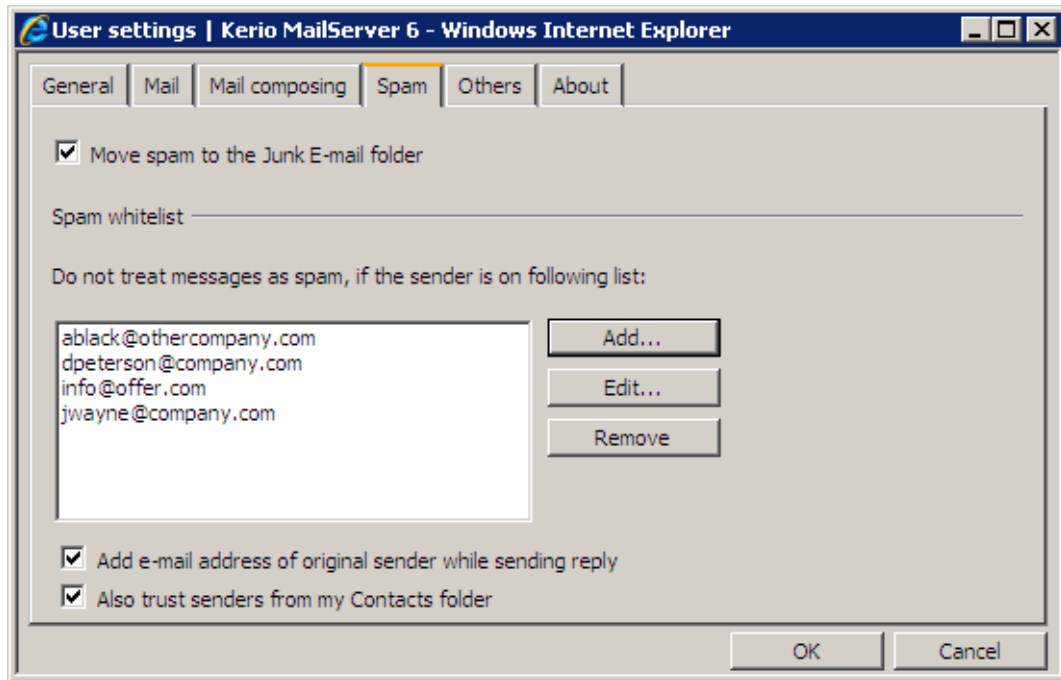 User settings | Kerio MailServer 6 - Windows Internet Explorer
General Mail Mail composing Spam Others About
Move spam to the Junk E-mail folder
Spam whitelist
Do not treat messages as spam, if the sender is on following list:
ablack@othercompany.com
dpeterson@company.com
info@offer.com
jwayne@company.com
Add...
Edit...
Remove
Add e-mail address of original sender while sending reply
Also trust senders from my Contacts folder
OK Cancel